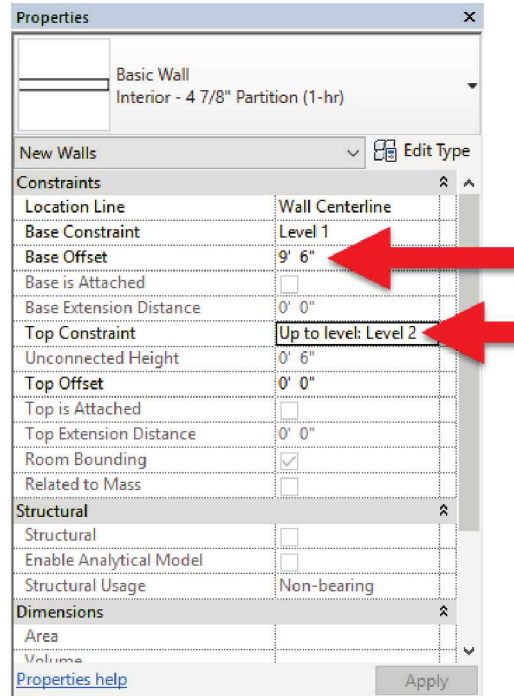 Properties
Basic Wall
Interior - 4 7/8" Partition (1-hr)
New Walls Edit Type
Constraints
Location Line Wall Centerline
Base Constraint Level 1
Base Offset 9' 6"
Base is Attached
Base Extension Distance 0' 0"
Top Constraint Up to level: Level 2
Unconnected Height 0' 6"
Top Offset 0' 0"
Top is Attached
Top Extension Distance 0' 0"
Room Bounding
Related to Mass
Structural
Structural
Enable Analytical Model
Structural Usage Non-bearing
Dimensions
Area
Volume
Properties help Apply